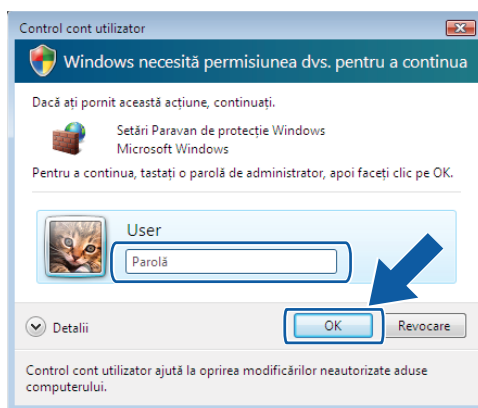 Control cont utilizator
Windows necesită permisiunea dvs. pentru a continua
Dacă ați pornit această acțiune, continuați.
Setări Paravan de protecție Windows
Microsoft Windows
Pentru a continua, tastați o parolă de administrator, apoi faceți clic pe OK.
User
Parolă
Detalii
OK
Revocare
Control cont utilizator ajută la oprirea modificărilor neautorizate aduse
computerului.